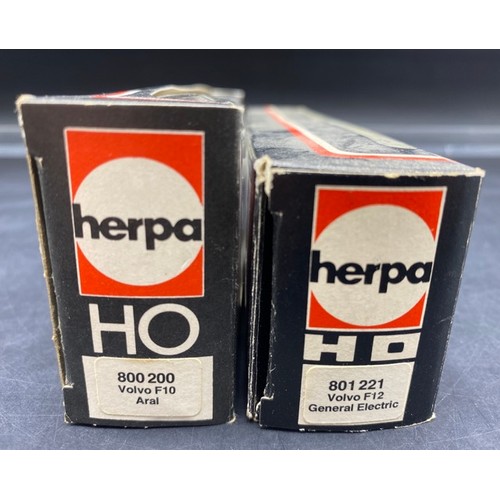 herpa
HO
800 200
Volvo F10
Aral
herpa
HO
801 221
Volvo F12
General Electric